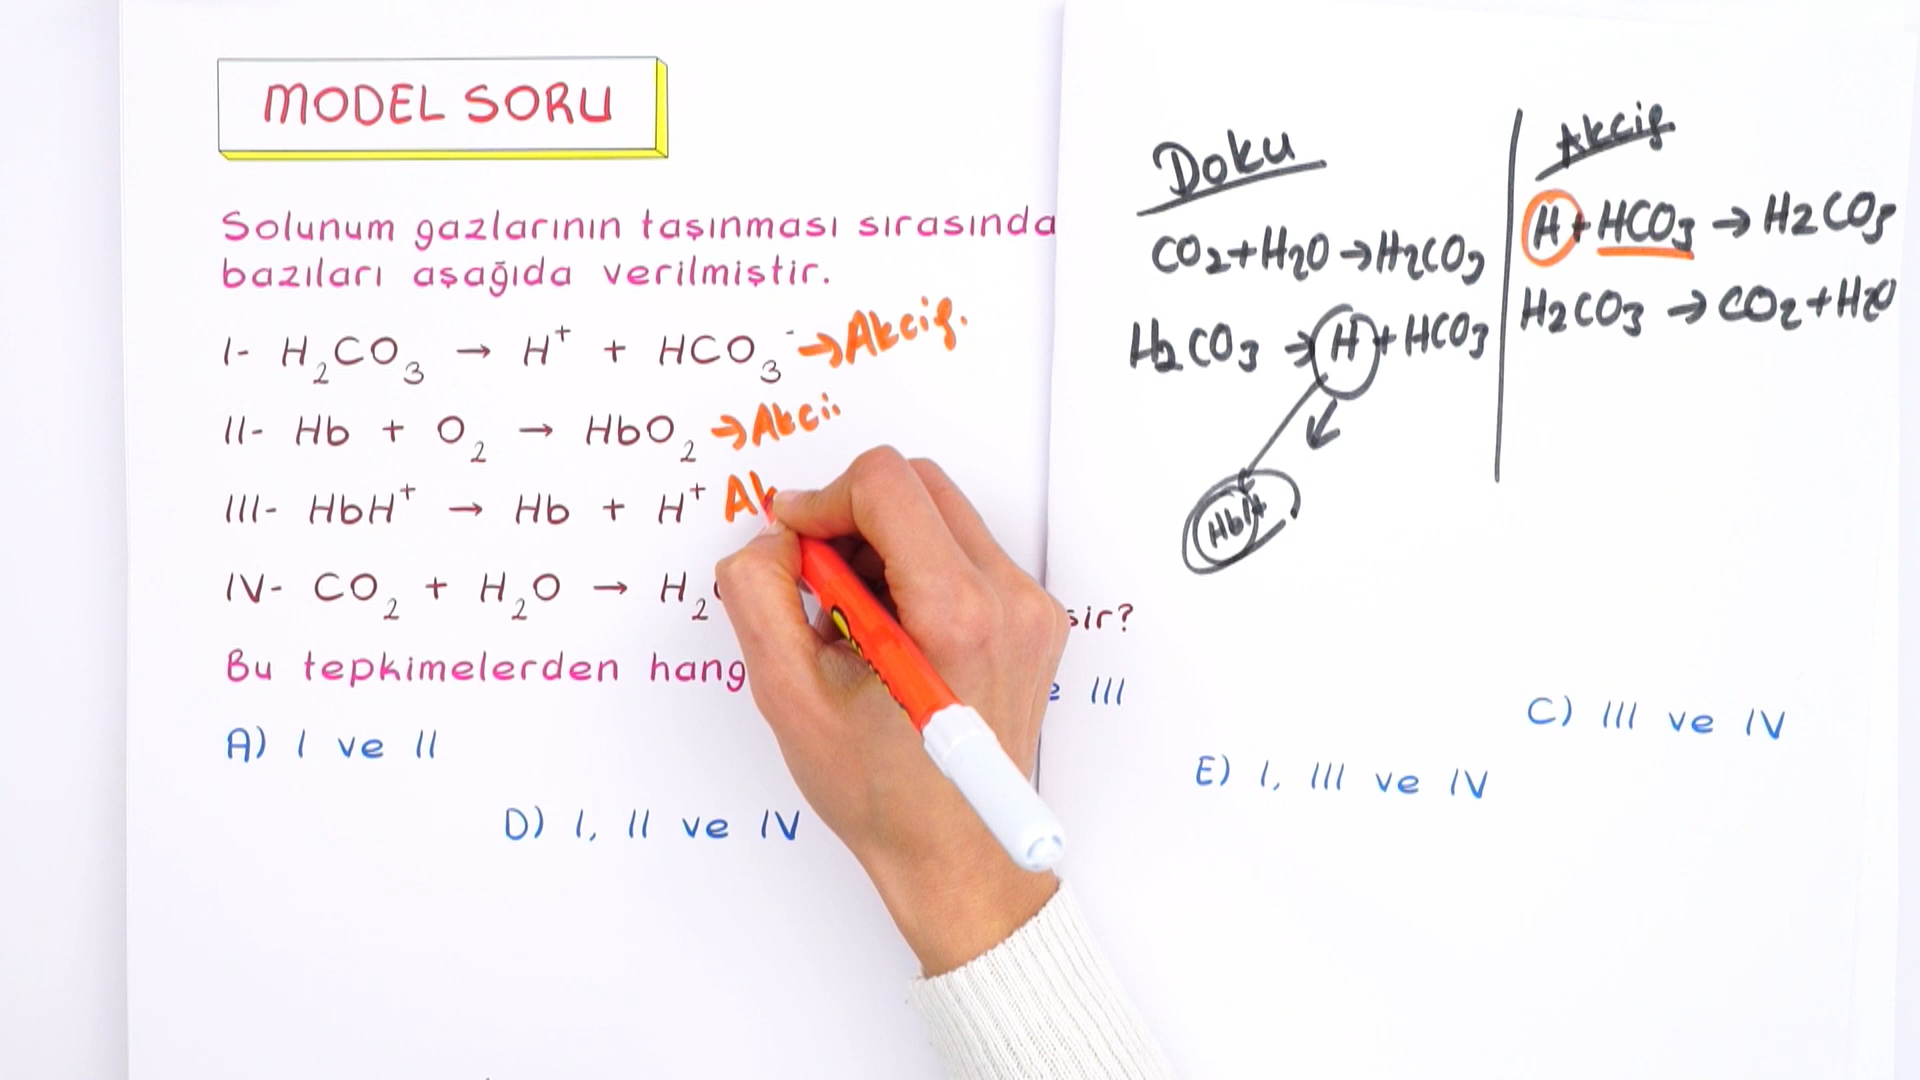 MODEL SORU
Solunum gazlarının taşınması sırasında
bazıları aşağıda verilmiştir.
I- H₂CO₃ → H⁺ + HCO₃⁻ → Akciğ.
II- Hb + O₂ → HbO₂ → Akci
III- HbH⁺ → Hb + H⁺ Ak
IV- CO₂ + H₂O → H₂
Bu tepkimelerden hang
sir?
A) I ve II
III
C) III ve IV
D) I, II ve IV
E) I, III ve IV
Doku
CO₂+H₂O→H₂CO₃
H₂CO₃ → H+HCO₃
HbH
Akciğ
H+HCO₃ → H₂CO₃
H₂CO₃ → CO₂+H₂O